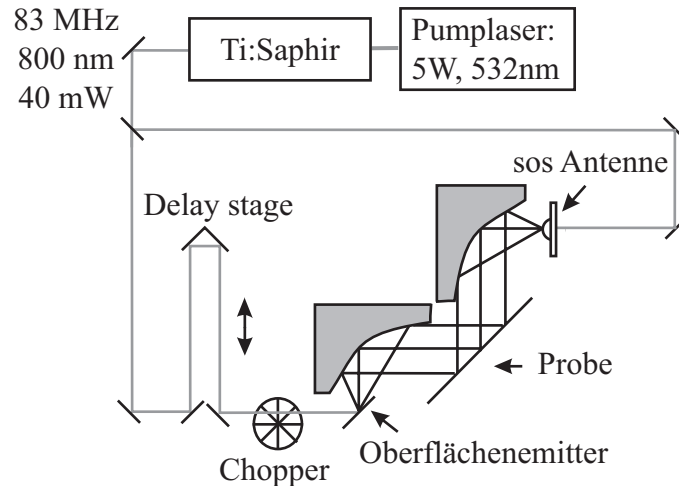 83 MHz
800 nm
40 mW
Ti:Saphir
Pumplaser:
5W, 532nm
sos Antenne
Delay stage
Probe
Oberflächenemitter
Chopper